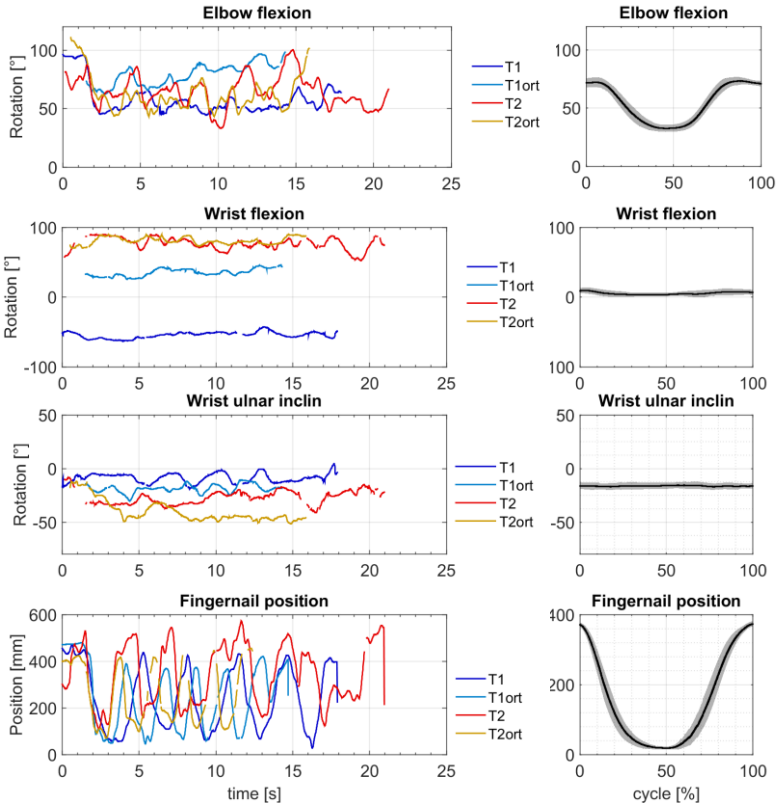 Elbow flexion
Rotation [°]
100
50
0
0 5 10 15 20 25
T1
T1ort
T2
T2ort
Elbow flexion
100
50
0
0 50 100
Wrist flexion
Rotation [°]
100
0
-100
0 5 10 15 20 25
T1
T1ort
T2
T2ort
Wrist flexion
100
0
100
0 50 100
Wrist ulnar inclin
Rotation [°]
50
0
-50
0 5 10 15 20 25
T1
T1ort
T2
T2ort
Wrist ulnar inclin
50
0
-50
0 50 100
Fingernail position
Position [mm]
600
400
200
0
0 5 10 15 20 25
time [s]
T1
T1ort
T2
T2ort
Fingernail position
400
200
0
0 50 100
cycle [%]